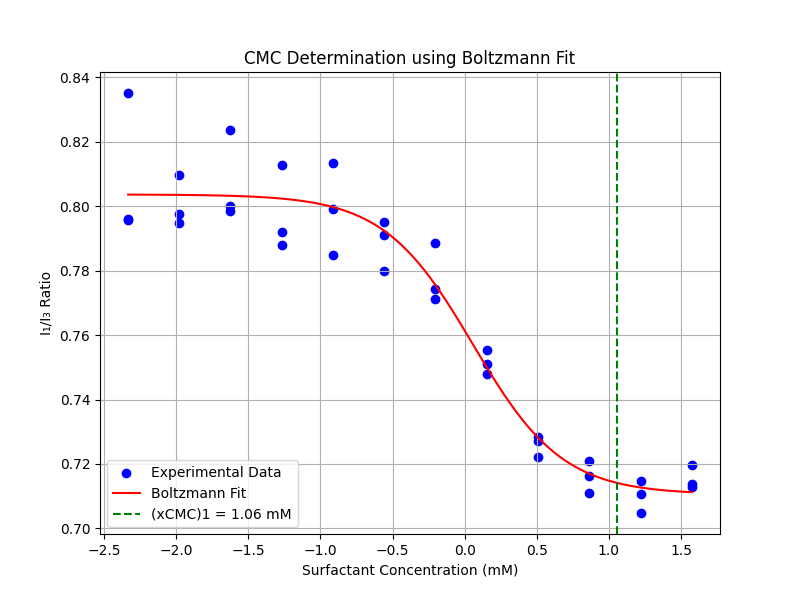 CMC Determination using Boltzmann Fit
I₁/I₃ Ratio
0.84
0.82
0.80
0.78
0.76
0.74
0.72
0.70
Experimental Data
Boltzmann Fit
(xCMC)1 = 1.06 mM
−2.5 −2.0 −1.5 −1.0 −0.5 0.0 0.5 1.0 1.5
Surfactant Concentration (mM)